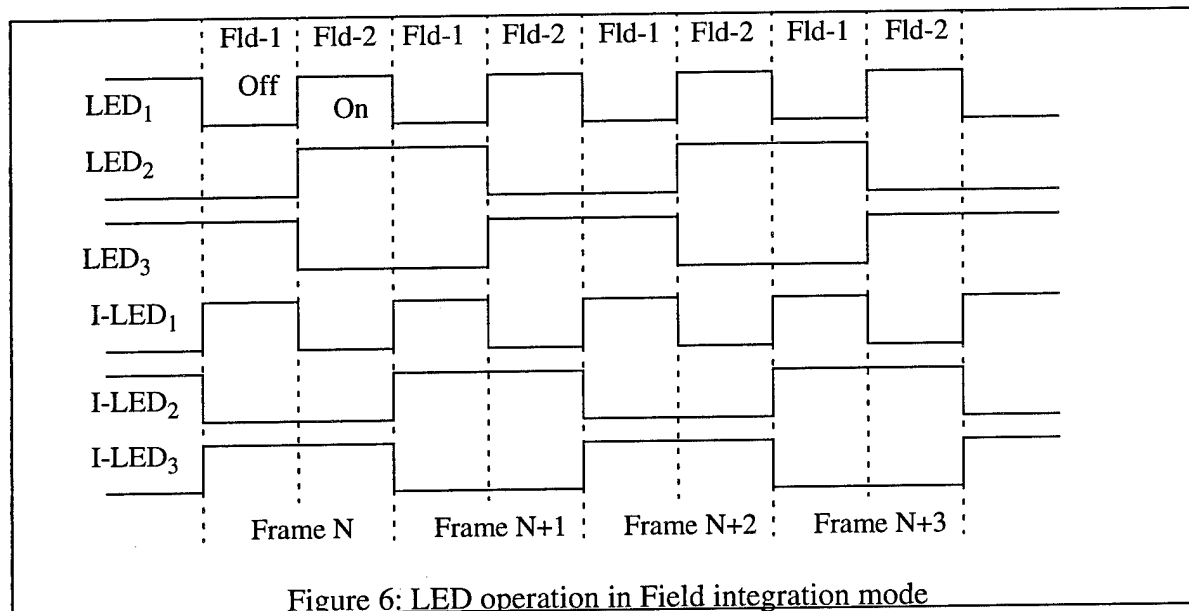 Fld-1 Fld-2 Fld-1 Fld-2 Fld-1 Fld-2 Fld-1 Fld-2
Off
LED1
On
LED2
LED3
I-LED1
I-LED2
I-LED3
Frame N Frame N+1 Frame N+2 Frame N+3
Figure 6: LED operation in Field integration mode